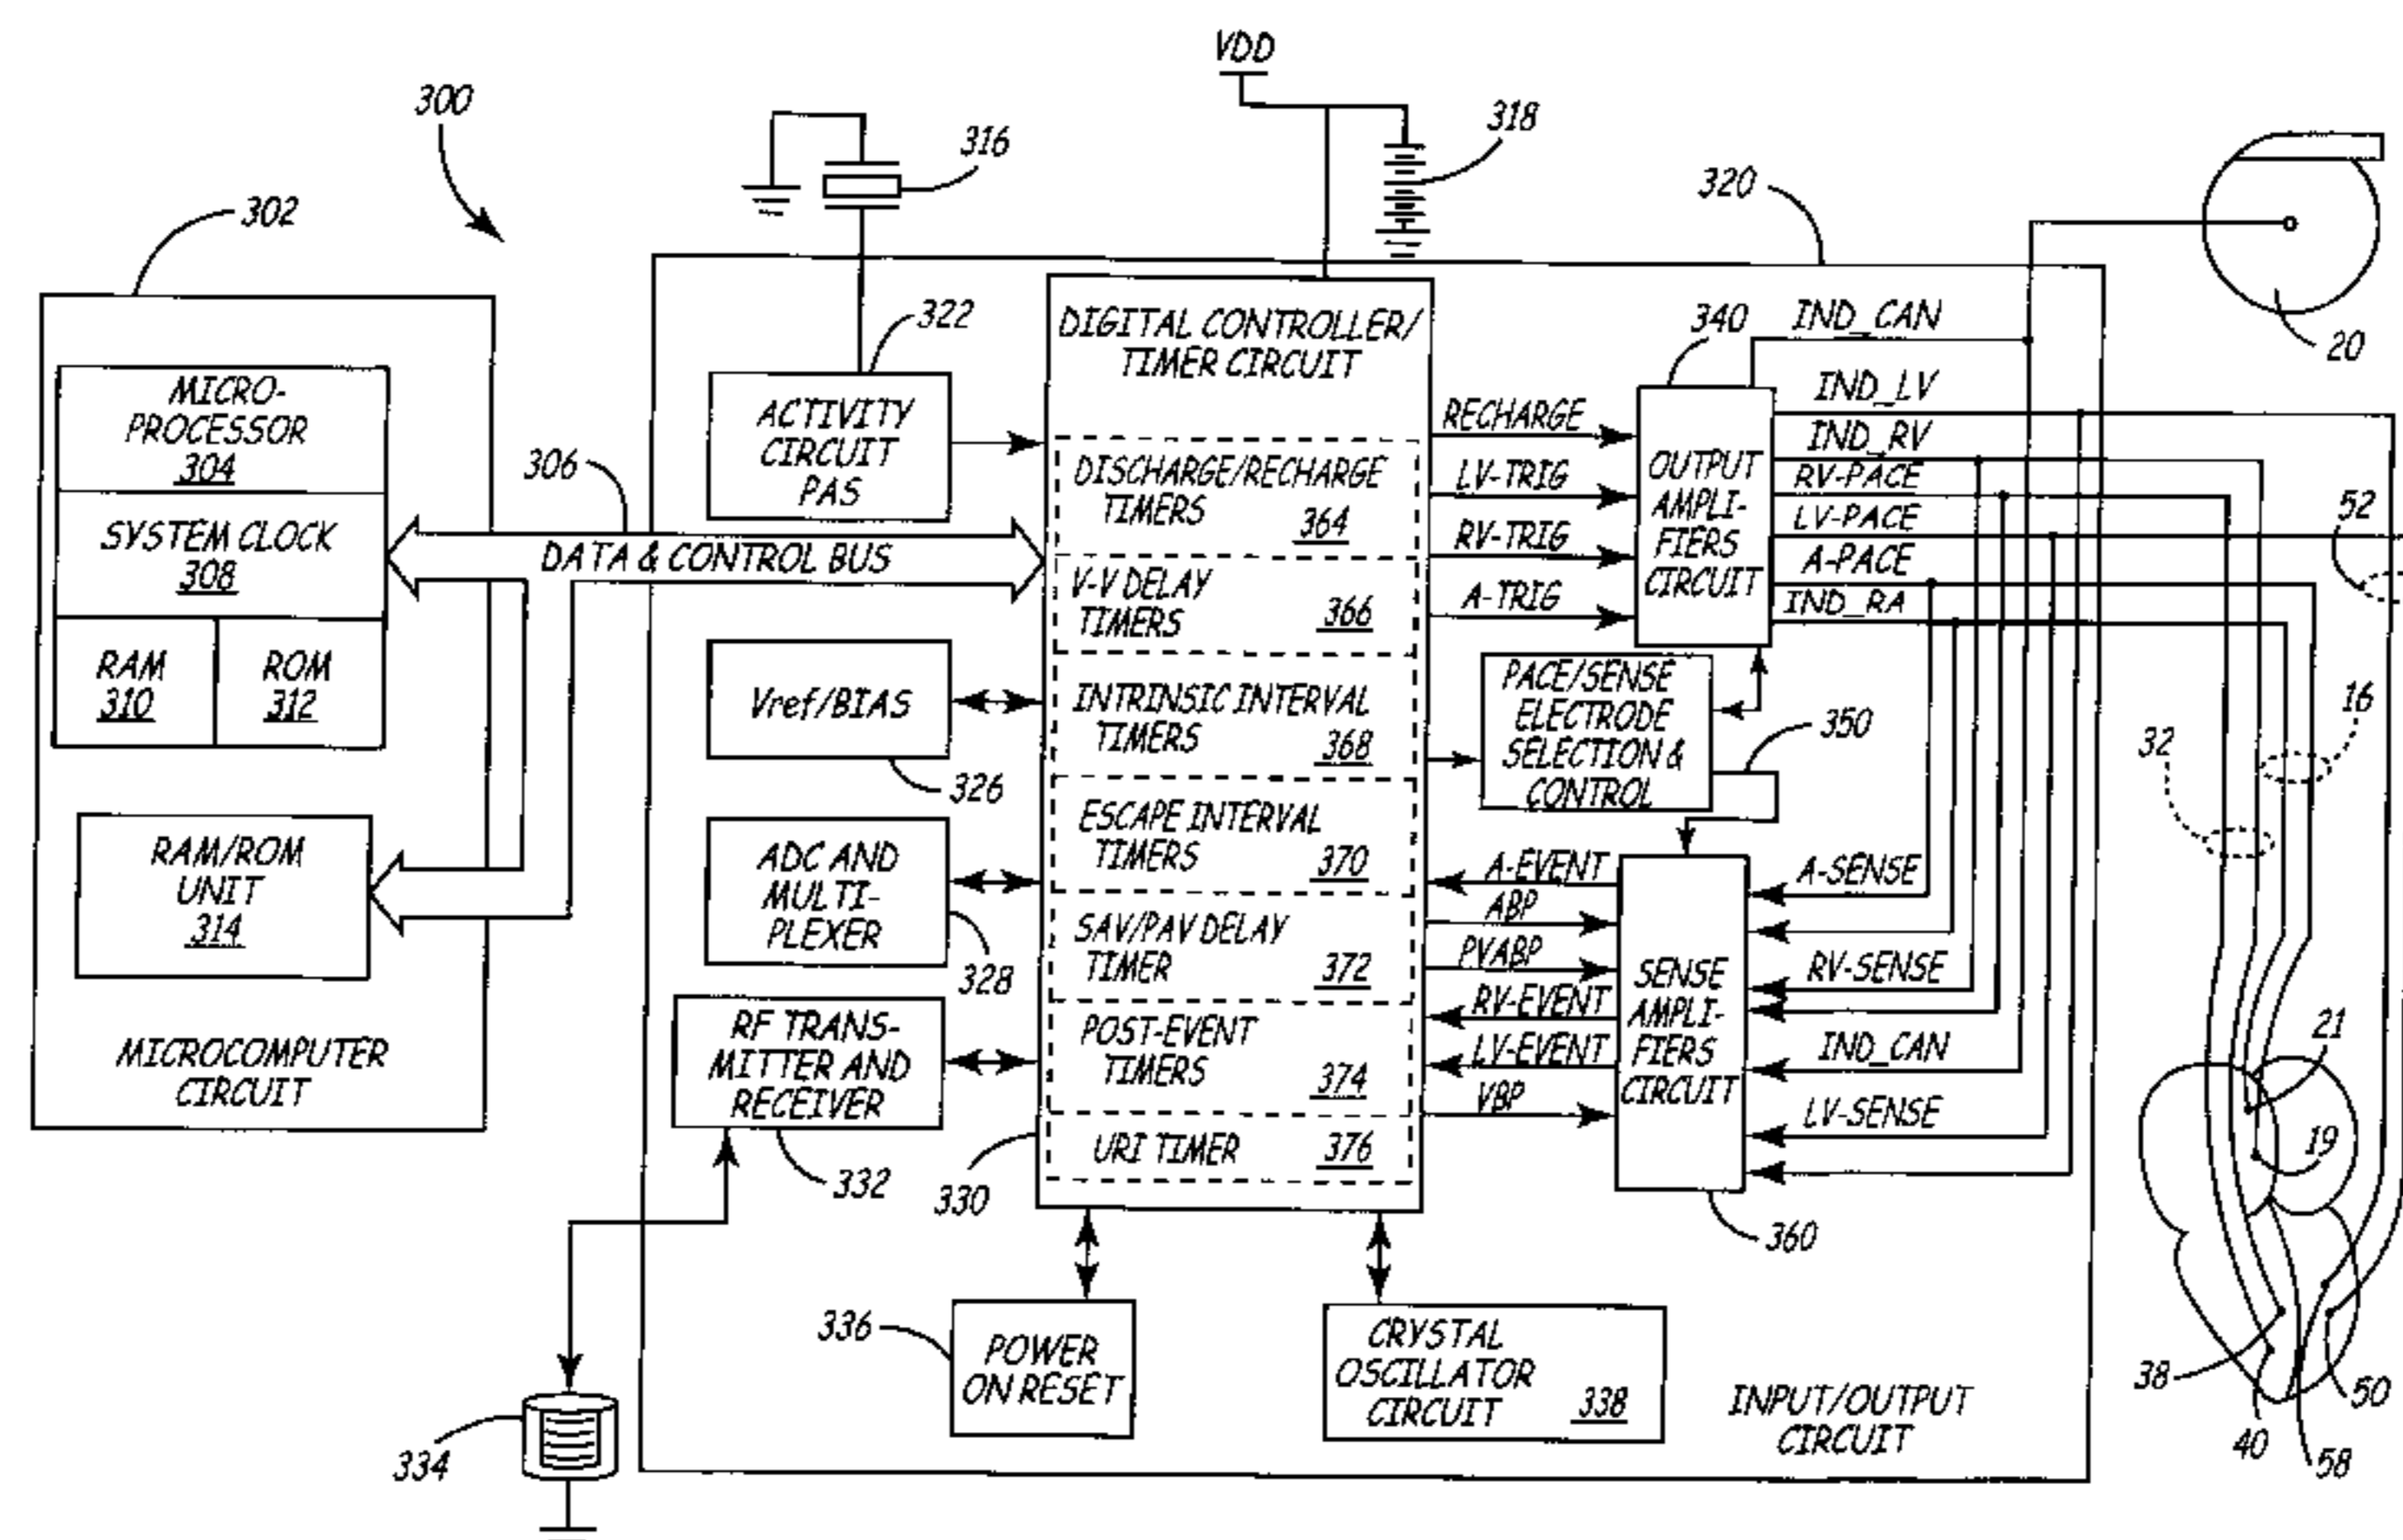 VDD
300
316
318
320
302
20
MICRO-
PROCESSOR
304
SYSTEM CLOCK
308
RAM
310
ROM
312
RAM/ROM
UNIT
314
MICROCOMPUTER
CIRCUIT
306
DATA & CONTROL BUS
322
ACTIVITY
CIRCUIT
PAS
Vref/BIAS
326
ADC AND
MULTI-
PLEXER
328
RF TRANS-
MITTER AND
RECEIVER
332
334
DIGITAL CONTROLLER/
TIMER CIRCUIT
DISCHARGE/RECHARGE
TIMERS
364
V-V DELAY
TIMERS
366
INTRINSIC INTERVAL
TIMERS
368
ESCAPE INTERVAL
TIMERS
370
SAV/PAV DELAY
TIMER
372
POST-EVENT
TIMERS
374
URI TIMER
376
330
336
POWER
ON RESET
CRYSTAL
OSCILLATOR
CIRCUIT
338
INPUT/OUTPUT
CIRCUIT
RECHARGE
LV-TRIG
RV-TRIG
A-TRIG
340
OUTPUT
AMPLI-
FIERS
CIRCUIT
IND_CAN
IND_LV
IND_RV
RV-PACE
LV-PACE
A-PACE
IND_RA
PACE/SENSE
ELECTRODE
SELECTION &
CONTROL
350
A-EVENT
ABP
PVABP
RV-EVENT
LV-EVENT
VBP
SENSE
AMPLI-
FIERS
CIRCUIT
360
A-SENSE
RV-SENSE
IND_CAN
LV-SENSE
52
16
32
21
19
38
40
58
50